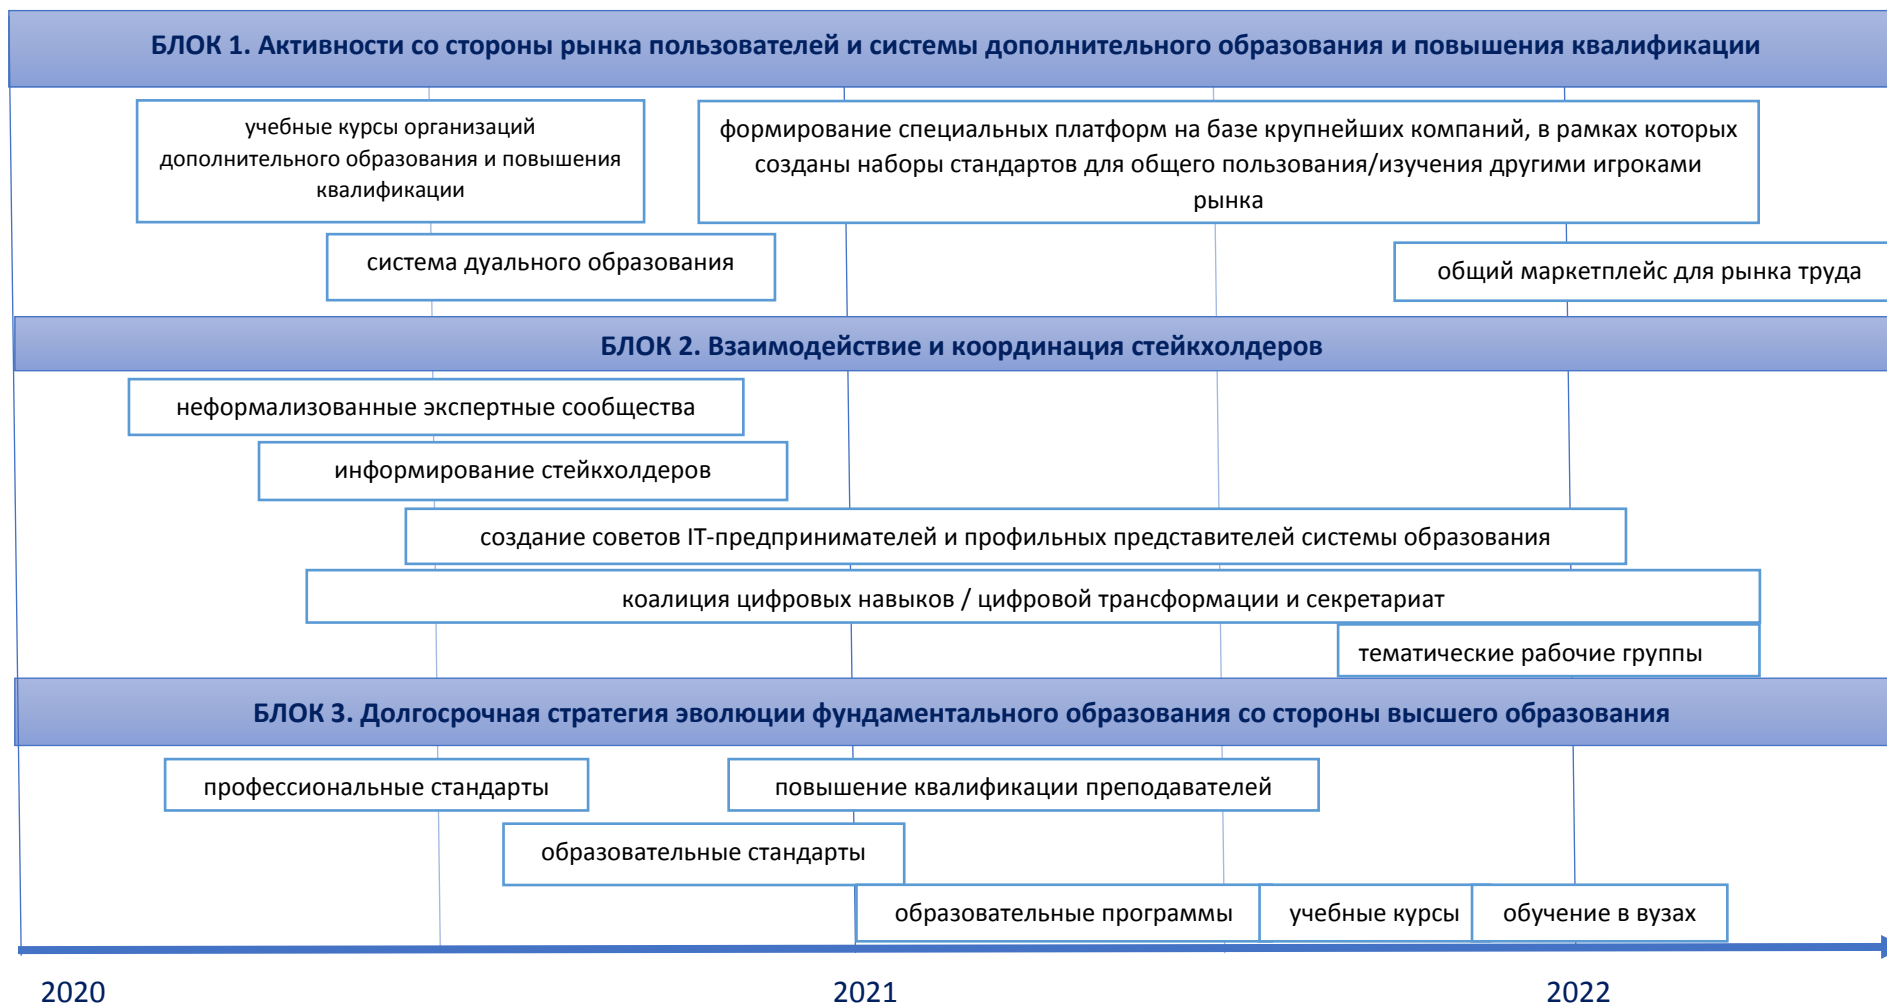 БЛОК 1. Активности со стороны рынка пользователей и системы дополнительного образования и повышения квалификации
учебные курсы организаций
дополнительного образования и повышения
квалификации
формирование специальных платформ на базе крупнейших компаний, в рамках которых
созданы наборы стандартов для общего пользования/изучения другими игроками
рынка
система дуального образования
общий маркетплейс для рынка труда
БЛОК 2. Взаимодействие и координация стейкхолдеров
неформализованные экспертные сообщества
информирование стейкхолдеров
создание советов IT-предпринимателей и профильных представителей системы образования
коалиция цифровых навыков / цифровой трансформации и секретариат
тематические рабочие группы
БЛОК 3. Долгосрочная стратегия эволюции фундаментального образования со стороны высшего образования
профессиональные стандарты
повышение квалификации преподавателей
образовательные стандарты
образовательные программы
учебные курсы
обучение в вузах
2020
2021
2022